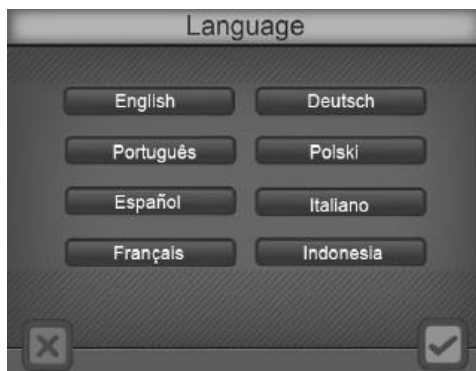 Language
English
Deutsch
Português
Polski
Español
Italiano
Français
Indonesia